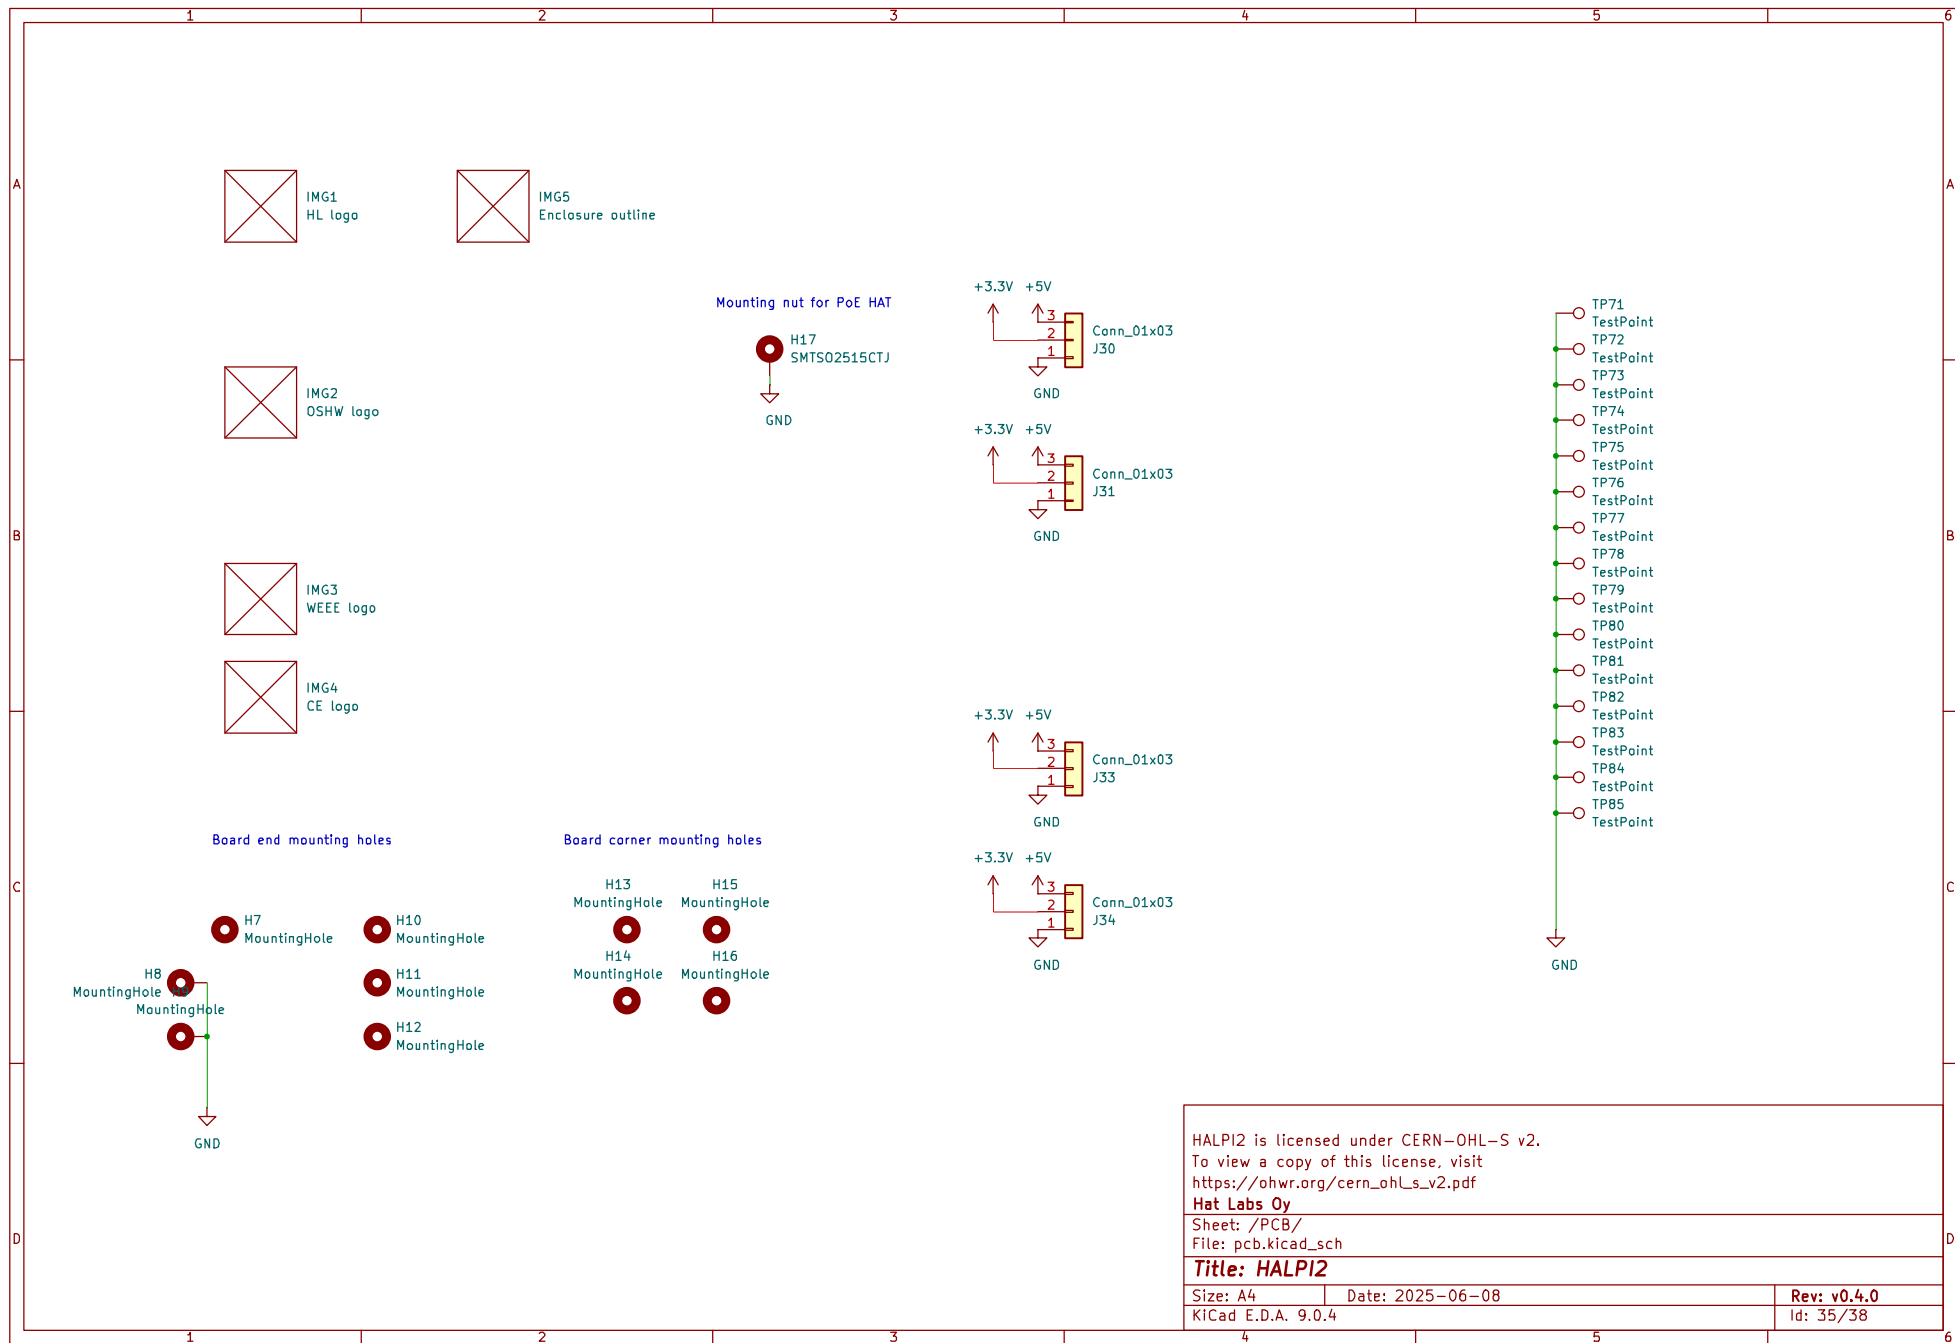 1 2 3 4 5 6
A A
IMG1
HL logo
IMG5
Enclosure outline
Mounting nut for PoE HAT
H17
SMTSO2515CTJ
GND
IMG2
OSHW logo
B B
IMG3
WEEE logo
IMG4
CE logo
+3.3V +5V
3
2
1
Conn_01x03
J30
GND
+3.3V +5V
3
2
1
Conn_01x03
J31
GND
+3.3V +5V
3
2
1
Conn_01x03
J33
GND
+3.3V +5V
3
2
1
Conn_01x03
J34
GND
TP71
TestPoint
TP72
TestPoint
TP73
TestPoint
TP74
TestPoint
TP75
TestPoint
TP76
TestPoint
TP77
TestPoint
TP78
TestPoint
TP79
TestPoint
TP80
TestPoint
TP81
TestPoint
TP82
TestPoint
TP83
TestPoint
TP84
TestPoint
TP85
TestPoint
GND
Board end mounting holes
Board corner mounting holes
C C
H7
MountingHole
H8
MountingHole
MountingHole
H10
MountingHole
H11
MountingHole
H12
MountingHole
GND
H13
MountingHole
H15
MountingHole
H14
MountingHole
H16
MountingHole
D D
HALPI2 is licensed under CERN-OHL-S v2.
To view a copy of this license, visit
https://ohwr.org/cern_ohl_s_v2.pdf
Hat Labs Oy
Sheet: /PCB/
File: pcb.kicad_sch
Title: HALPI2
Size: A4 Date: 2025-06-08 Rev: v0.4.0
KiCad E.D.A. 9.0.4 Id: 35/38
1 2 3 4 5 6